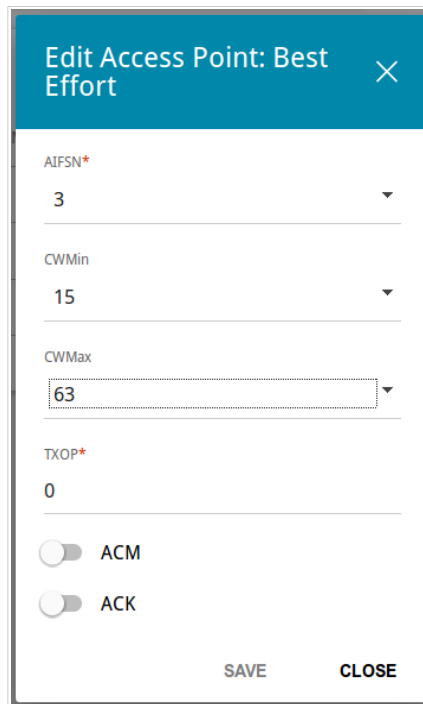 Edit Access Point: Best
Effort
AIFSN*
3
CWMin
15
CWMax
63
TXOP*
0
ACM
ACK
SAVE CLOSE